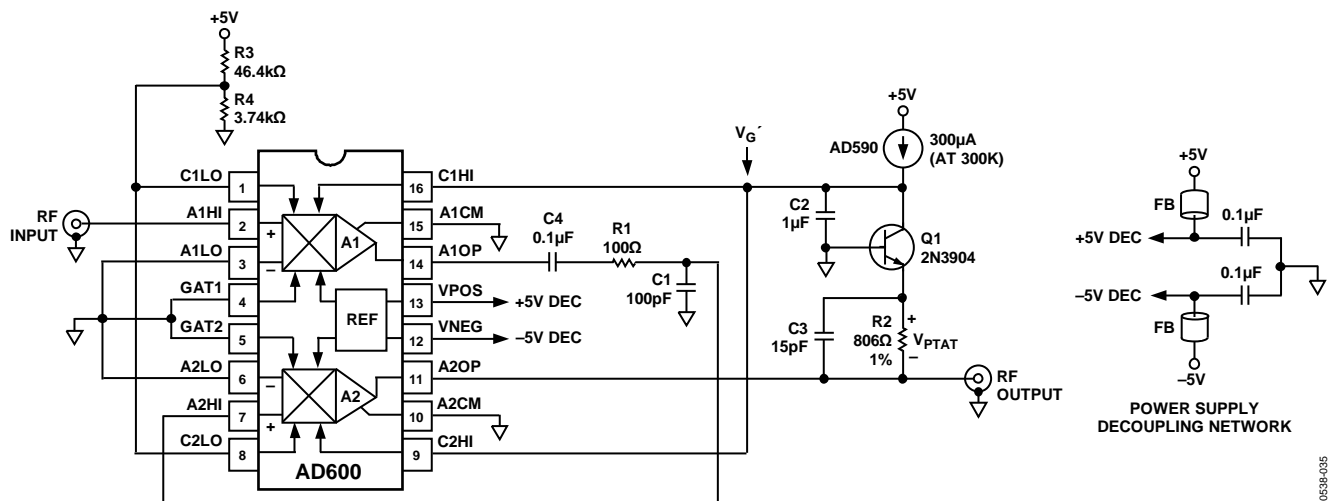 +5V
R3
46.4kΩ
R4
3.74kΩ
C1LO
1
A1HI
2
RF
INPUT
A1LO
3
GAT1
4
GAT2
5
A2LO
6
A2HI
7
C2LO
8
+
–
A1
REF
–
+
A2
AD600
C1HI
16
A1CM
15
A1OP
14
VPOS
13
+5V DEC
VNEG
12
–5V DEC
A2OP
11
A2CM
10
C2HI
9
C4
0.1µF
R1
100Ω
C1
100pF
VG´
+5V
AD590
300µA
(AT 300K)
C2
1µF
Q1
2N3904
C3
15pF
R2
806Ω
1%
+
VPTAT
–
RF
OUTPUT
+5V
FB
0.1µF
+5V DEC
0.1µF
–5V DEC
FB
–5V
POWER SUPPLY
DECOUPLING NETWORK
0538-035